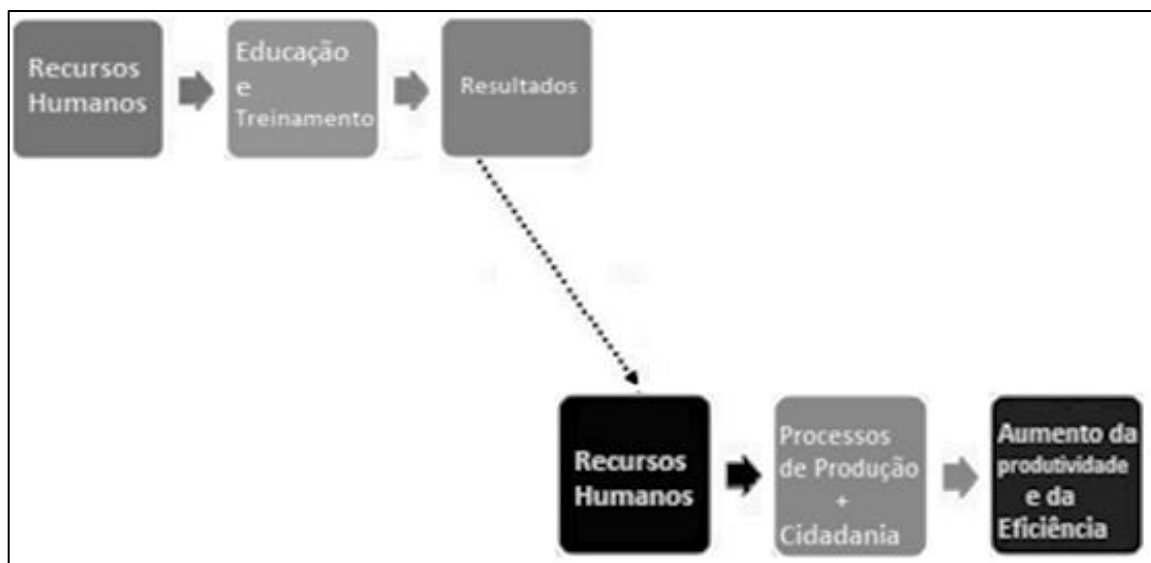 Recursos
Humanos
Educação
e
Treinamento
Resultados
Recursos
Humanos
Processos
de Produção
+
Cidadania
Aumento da
produtividade
e da
Eficiência